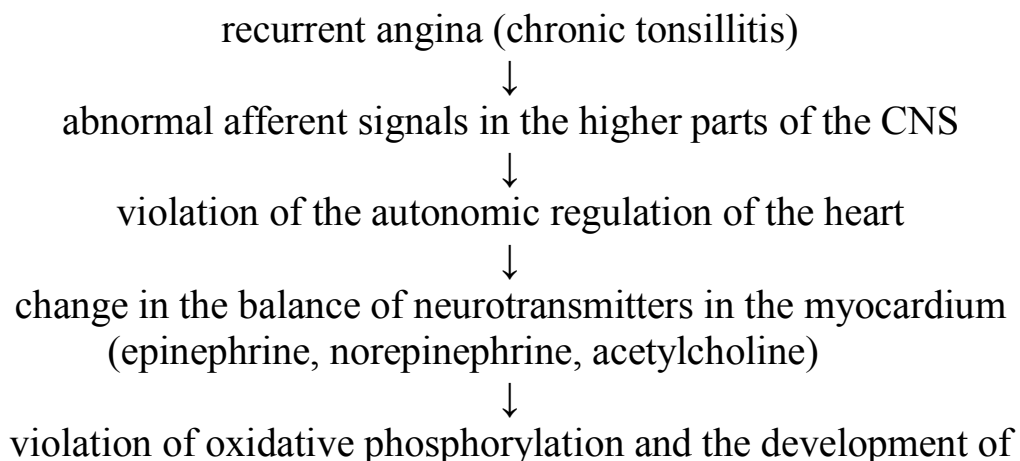 recurrent angina (chronic tonsillitis)
↓
abnormal afferent signals in the higher parts of the CNS
↓
violation of the autonomic regulation of the heart
↓
change in the balance of neurotransmitters in the myocardium
(epinephrine, norepinephrine, acetylcholine)
↓
violation of oxidative phosphorylation and the development of